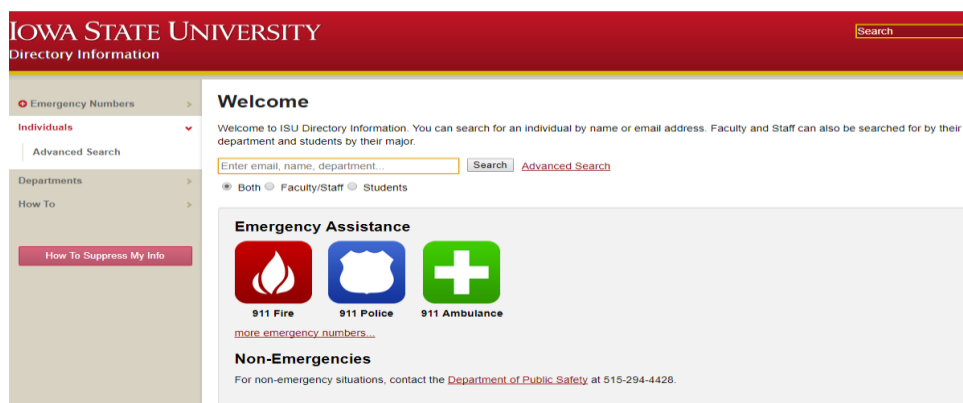 IOWA STATE UNIVERSITY
Directory Information
Search
Emergency Numbers >
Individuals
Advanced Search
Departments >
How To >
How To Suppress My Info
Welcome
Welcome to ISU Directory Information. You can search for an individual by name or email address. Faculty and Staff can also be searched for by their
department and students by their major.
Enter email, name, department... Search Advanced Search
Both Faculty/Staff Students
Emergency Assistance
911 Fire 911 Police 911 Ambulance
more emergency numbers...
Non-Emergencies
For non-emergency situations, contact the Department of Public Safety at 515-294-4428.